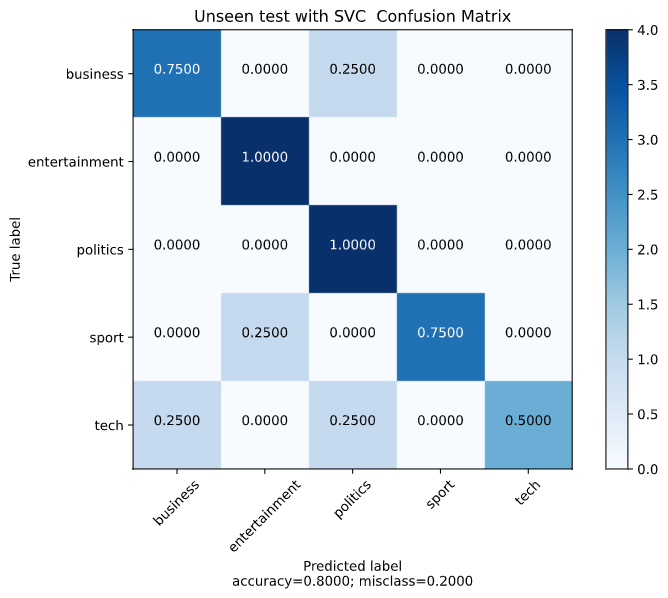 Unseen test with SVC  Confusion Matrix
True label
business 0.7500 0.0000 0.2500 0.0000 0.0000
entertainment 0.0000 1.0000 0.0000 0.0000 0.0000
politics 0.0000 0.0000 1.0000 0.0000 0.0000
sport 0.0000 0.2500 0.0000 0.7500 0.0000
tech 0.2500 0.0000 0.2500 0.0000 0.5000
business entertainment politics sport tech
Predicted label
accuracy=0.8000; misclass=0.2000
4.0
3.5
3.0
2.5
2.0
1.5
1.0
0.5
0.0